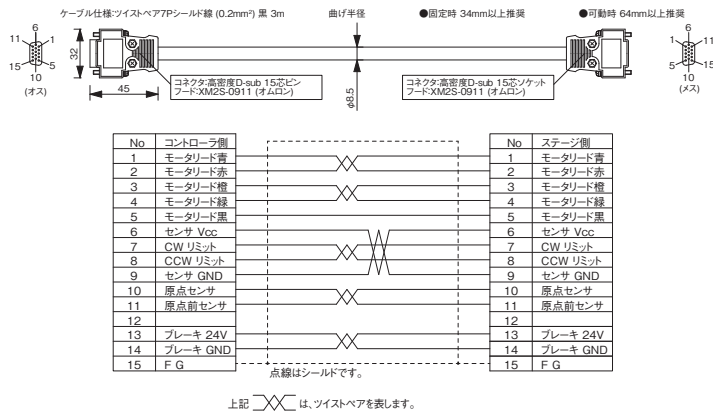 ケーブル仕様:ツイストペア7Pシールド線 (0.2mm²) 黒 3m
曲げ半径
●固定時 34mm以上推奨
●可動時 64mm以上推奨
6
11
1
15
5
10
(オス)
32
45
コネクタ:高密度D-sub 15芯ピン
フード:XM2S-0911 (オムロン)
φ8.5
コネクタ:高密度D-sub 15芯ソケット
フード:XM2S-0911 (オムロン)
6
11
1
15
5
10
(メス)
No コントローラ側
1 モータリード青
2 モータリード赤
3 モータリード橙
4 モータリード緑
5 モータリード黒
6 センサ Vcc
7 CW リミット
8 CCW リミット
9 センサ GND
10 原点センサ
11 原点前センサ
12
13 ブレーキ 24V
14 ブレーキ GND
15 F G
No ステージ側
1 モータリード青
2 モータリード赤
3 モータリード橙
4 モータリード緑
5 モータリード黒
6 センサ Vcc
7 CW リミット
8 CCW リミット
9 センサ GND
10 原点センサ
11 原点前センサ
12
13 ブレーキ 24V
14 ブレーキ GND
15 F G
点線はシールドです。
上記 は、ツイストペアを表します。